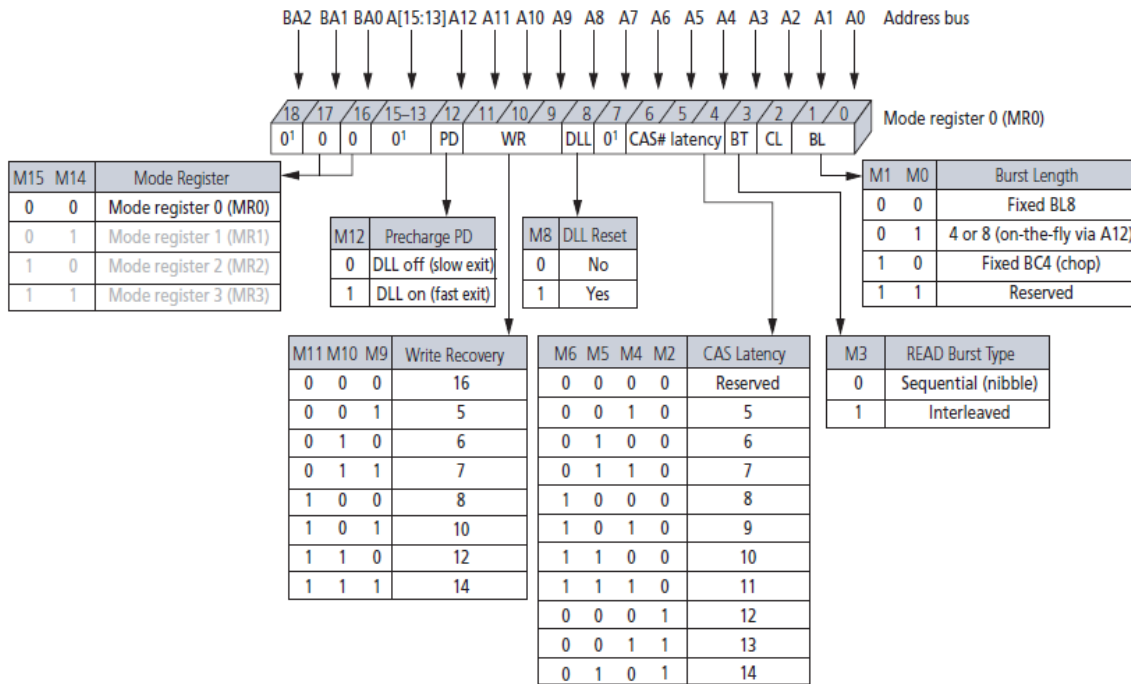 BA2 BA1 BA0 A[15:13] A12 A11 A10 A9 A8 A7 A6 A5 A4 A3 A2 A1 A0 Address bus
18 17 16 15–13 12 11 10 9 8 7 6 5 4 3 2 1 0 Mode register 0 (MR0)
0¹ 0 0 0¹ PD WR DLL 0¹ CAS# latency BT CL BL
M15 M14 Mode Register
0 0 Mode register 0 (MR0)
0 1 Mode register 1 (MR1)
1 0 Mode register 2 (MR2)
1 1 Mode register 3 (MR3)
M12 Precharge PD
0 DLL off (slow exit)
1 DLL on (fast exit)
M8 DLL Reset
0 No
1 Yes
M1 M0 Burst Length
0 0 Fixed BL8
0 1 4 or 8 (on-the-fly via A12)
1 0 Fixed BC4 (chop)
1 1 Reserved
M11 M10 M9 Write Recovery
0 0 0 16
0 0 1 5
0 1 0 6
0 1 1 7
1 0 0 8
1 0 1 10
1 1 0 12
1 1 1 14
M6 M5 M4 M2 CAS Latency
0 0 0 0 Reserved
0 0 1 0 5
0 1 0 0 6
0 1 1 0 7
1 0 0 0 8
1 0 1 0 9
1 1 0 0 10
1 1 1 0 11
0 0 0 1 12
0 0 1 1 13
0 1 0 1 14
M3 READ Burst Type
0 Sequential (nibble)
1 Interleaved